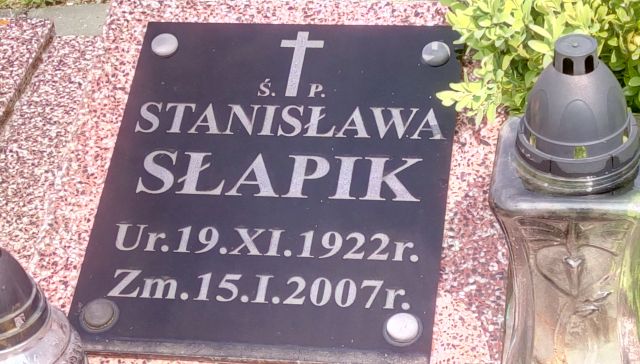 Ś. P.
STANISŁAWA
SŁAPIK
Ur.19.XI.1922r.
Zm.15.I.2007r.